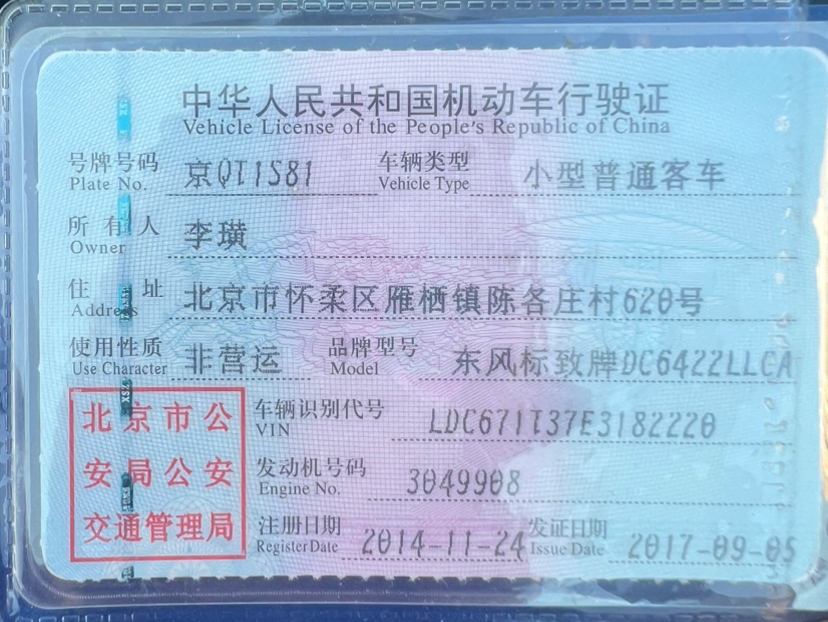 中华人民共和国机动车行驶证
Vehicle License of the People's Republic of China
号牌号码 京QT1S81 车辆类型 小型普通客车
Plate No. Vehicle Type
所有人 李璜
Owner
住址 北京市怀柔区雁栖镇陈各庄村620号
Address
使用性质 非营运 品牌型号 东风标致牌DC6422LLCA
Use Character Model
北京市公
安局公安
交通管理局
车辆识别代号 LDC671T37E3182220
VIN
发动机号码 3049908
Engine No.
注册日期 2014-11-24 发证日期 2017-09-05
Register Date Issue Date